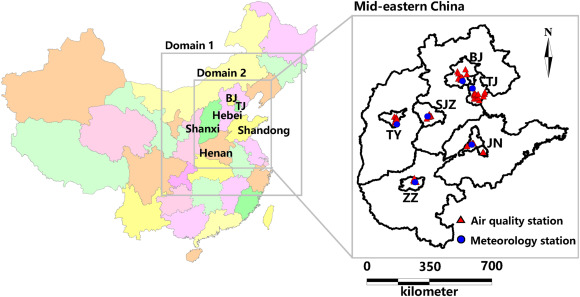 Mid-eastern China
Domain 1
Domain 2
BJ
TJ
Hebei
Shanxi
Shandong
Henan
N
BJ
TJ
SJZ
TY
JN
ZZ
Air quality station
Meteorology station
0 350 700
kilometer